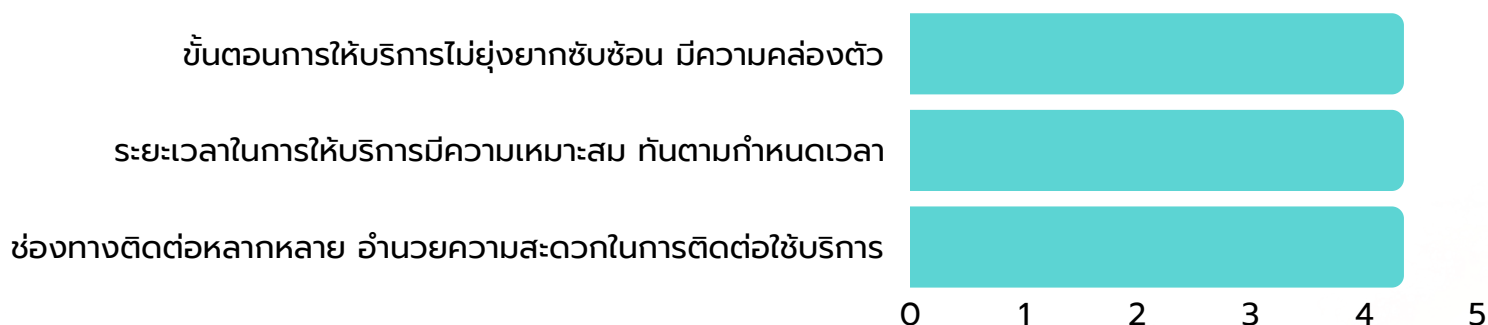 ขั้นตอนการให้บริการไม่ยุ่งยากซับซ้อน มีความคล่องตัว
ระยะเวลาในการให้บริการมีความเหมาะสม ทันตามกำหนดเวลา
ช่องทางติดต่อหลากหลาย อำนวยความสะดวกในการติดต่อใช้บริการ
0 1 2 3 4 5